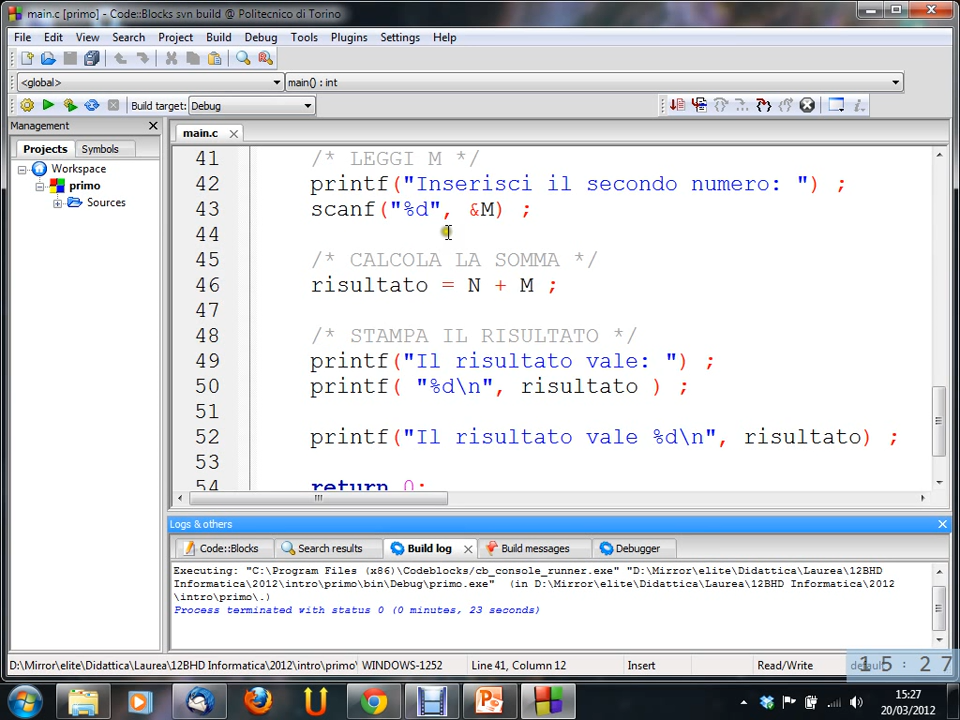 main.c [primo] - Code::Blocks svn build @ Politecnico di Torino
File Edit View Search Project Build Debug Tools Plugins Settings Help
<global> main() : int
Build target: Debug
Management
main.c
Projects Symbols
Workspace
primo
Sources
41 /* LEGGI M */
42 printf("Inserisci il secondo numero: ") ;
43 scanf("%d", &M) ;
44
45 /* CALCOLA LA SOMMA */
46 risultato = N + M ;
47
48 /* STAMPA IL RISULTATO */
49 printf("Il risultato vale: ") ;
50 printf( "%d\n", risultato ) ;
51
52 printf("Il risultato vale %d\n", risultato) ;
53
54 return 0;
Logs & others
Code::Blocks Search results Build log Build messages Debugger
Executing: "C:\Program Files (x86)\Codeblocks/cb_console_runner.exe" "D:\Mirror\elite\Didattica\Laurea\12BHD
Informatica\2012\intro\primo\bin\Debug\primo.exe" (in D:\Mirror\elite\Didattica\Laurea\12BHD Informatica\2012
\intro\primo\.)
Process terminated with status 0 (0 minutes, 23 seconds)
D:\Mirror\elite\Didattica\Laurea\12BHD Informatica\2012\intro\primo\ WINDOWS-1252 Line 41, Column 12 Insert Read/Write default
15:27
15:27
20/03/2012